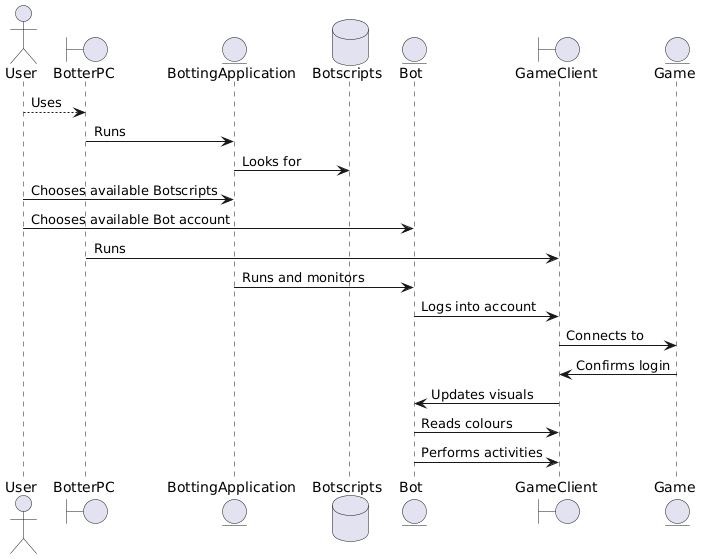 User BotterPC BottingApplication Botscripts Bot GameClient Game
Uses
Runs
Looks for
Chooses available Botscripts
Chooses available Bot account
Runs
Runs and monitors
Logs into account
Connects to
Confirms login
Updates visuals
Reads colours
Performs activities
User BotterPC BottingApplication Botscripts Bot GameClient Game